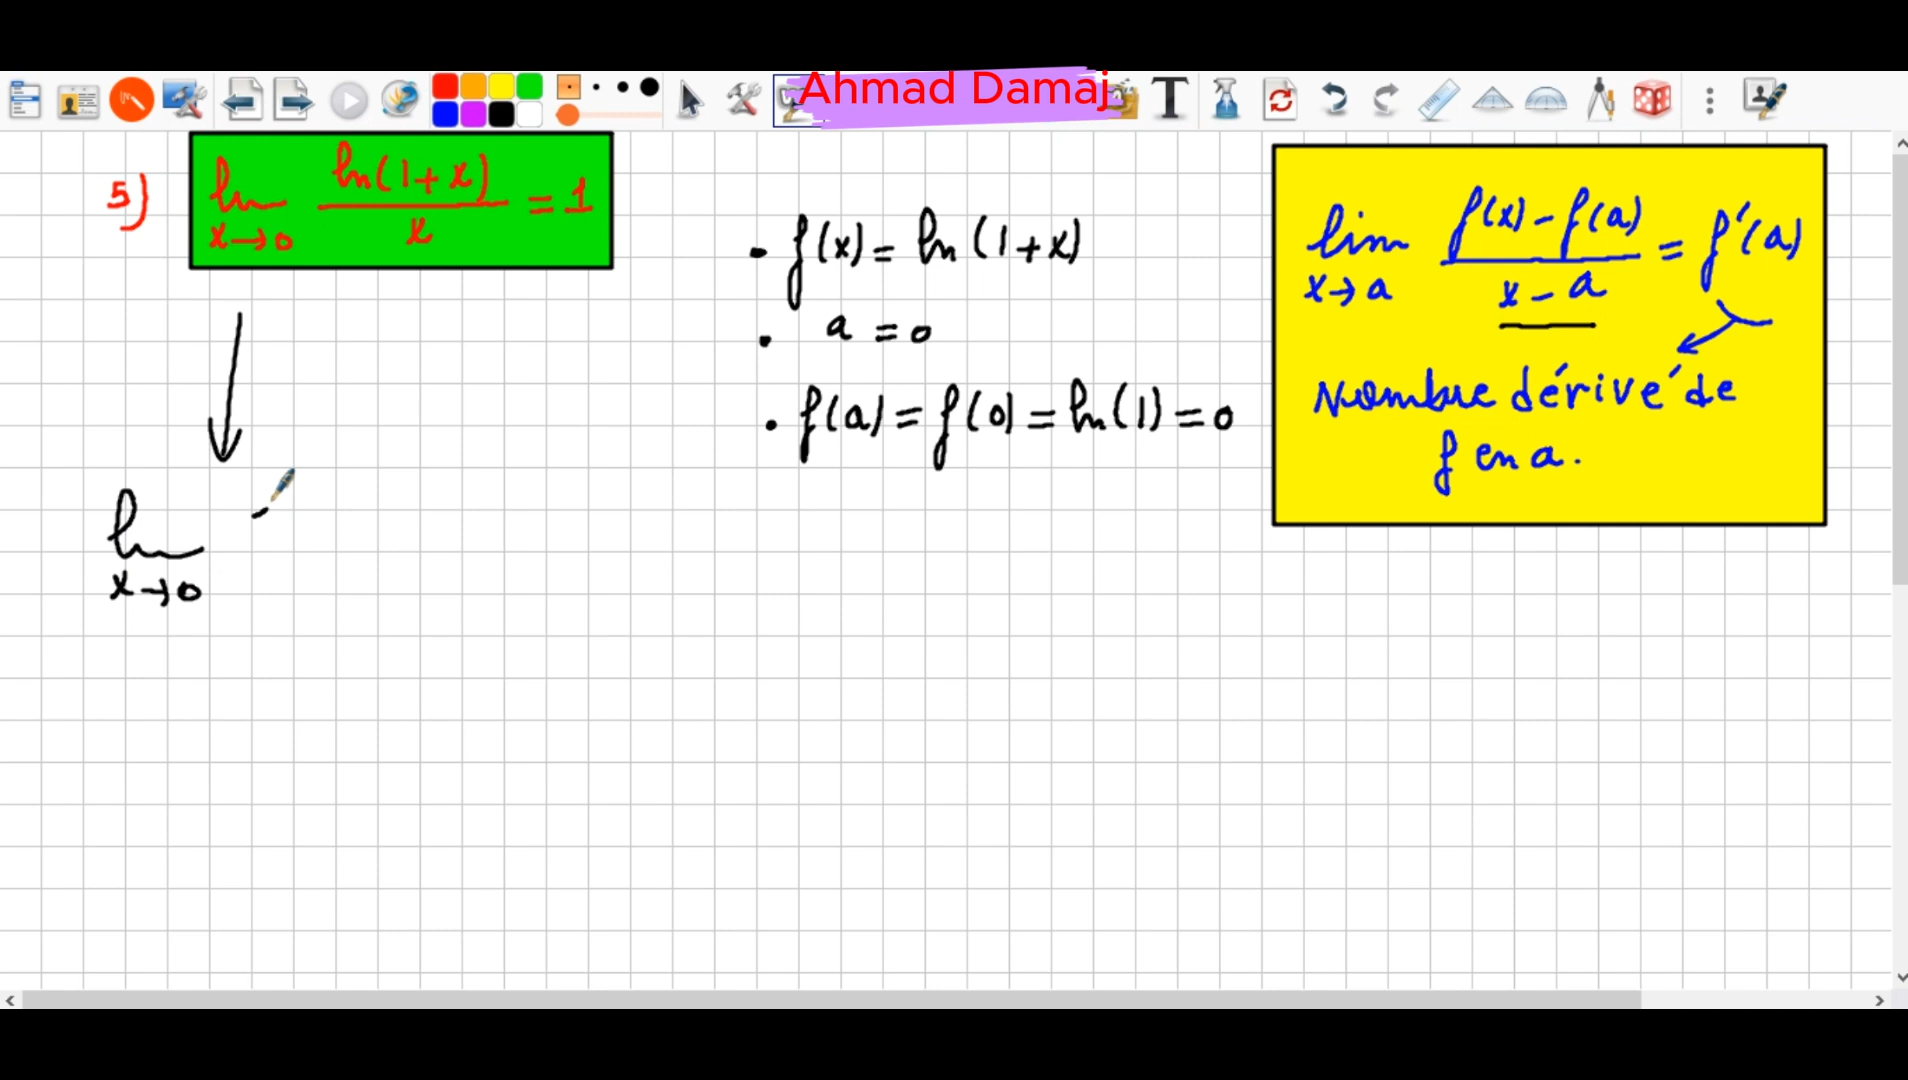 Ahmad Damaj
T
5) lim x→0 ln(1+x)/x = 1
• f(x) = ln(1+x)
• a = 0
• f(a) = f(0) = ln(1) = 0
lim x→0
lim x→a f(x) - f(a)/x - a = f'(a)
Nombre dérivé de
f en a.